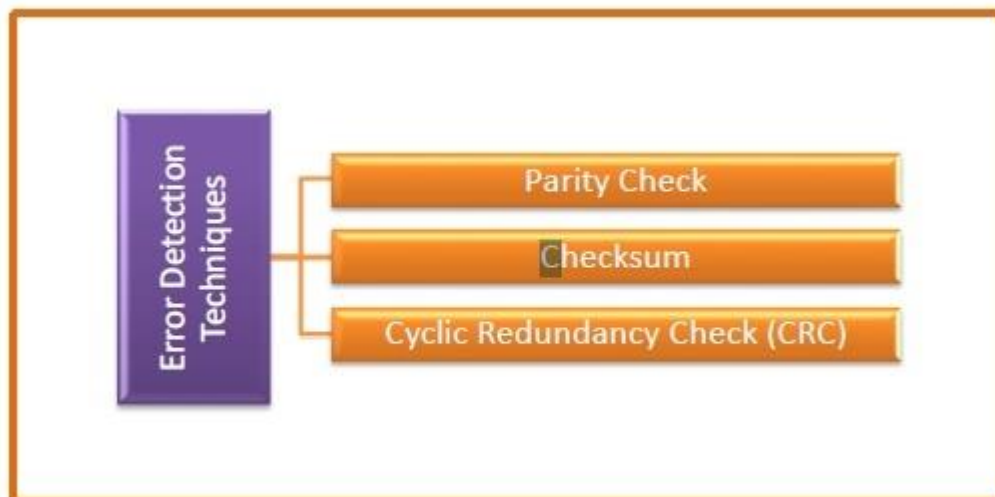 Error Detection
Techniques
Parity Check
Checksum
Cyclic Redundancy Check (CRC)